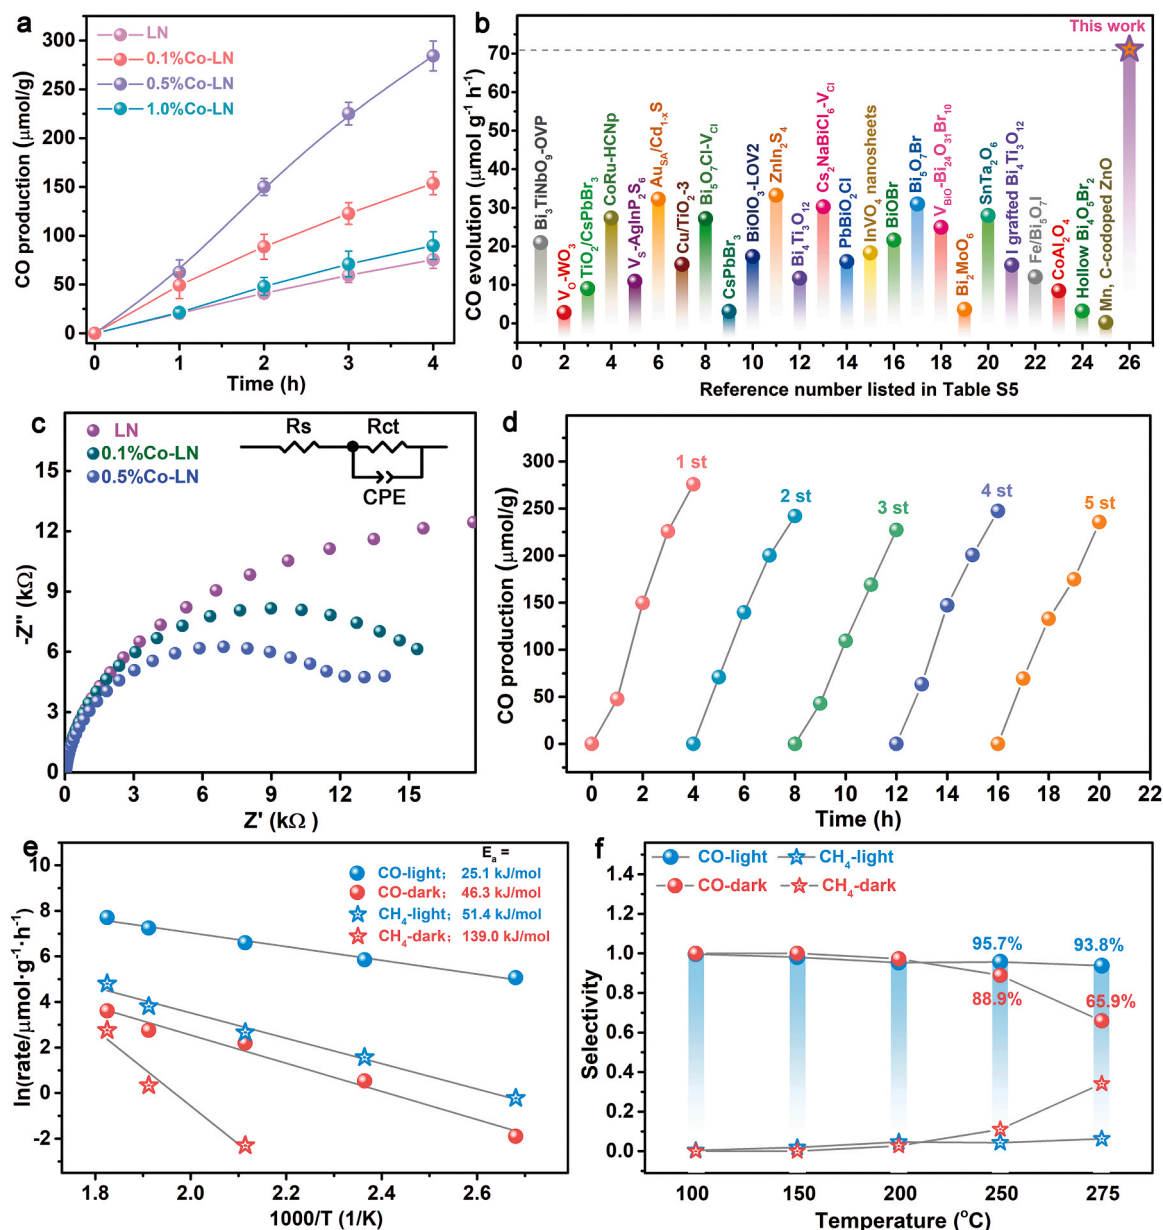 a
LN
0.1%Co-LN
0.5%Co-LN
1.0%Co-LN
CO production (μmol/g)
300
250
200
150
100
50
0
0 1 2 3 4
Time (h)
b
This work
CO evolution (μmol g⁻¹ h⁻¹)
70
60
50
40
30
20
10
0
Bi₃TiNbO₉-OVP
V₀-WO₃
TiO₂/CsPbBr₃
CoRu-HCNp
Vₛ-AgInP₂S₆
Au_SA/Cd₁₋ₓS
Cu/TiO₂-3
Bi₅O₇Cl-V_Cl
CsPbBr₃
BiOIO₃-LOV2
ZnIn₂S₄
Bi₄Ti₃O₁₂
Cs₂NaBiCl₆-V_Cl
PbBiO₂Cl
InVO₄ nanosheets
BiOBr
Bi₅O₇Br
V_BiO-Bi₂₄O₃₁Br₁₀
Bi₂MoO₆
SnTa₂O₆
I grafted Bi₄Ti₃O₁₂
Fe/Bi₅O₇I
CoAl₂O₄
Hollow Bi₄O₅Br₂
Mn, C-codoped ZnO
0 2 4 6 8 10 12 14 16 18 20 22 24 26
Reference number listed in Table S5
c
LN
0.1%Co-LN
0.5%Co-LN
Rs
Rct
CPE
-Z'' (kΩ)
15
12
9
6
3
0
0 3 6 9 12 15
Z' (kΩ )
d
1 st
2 st
3 st
4 st
5 st
CO production (μmol/g)
300
250
200
150
100
50
0
0 2 4 6 8 10 12 14 16 18 20 22
Time (h)
e
Eₐ =
CO-light; 25.1 kJ/mol
CO-dark; 46.3 kJ/mol
CH₄-light; 51.4 kJ/mol
CH₄-dark; 139.0 kJ/mol
ln(rate/μmol·g⁻¹·h⁻¹)
10
8
6
4
2
0
-2
1.8 2.0 2.2 2.4 2.6
1000/T (1/K)
f
CO-light CH₄-light
CO-dark CH₄-dark
Selectivity
1.4
1.2
1.0
0.8
0.6
0.4
0.2
0.0
95.7%
93.8%
88.9%
65.9%
100 150 200 250 275
Temperature (°C)